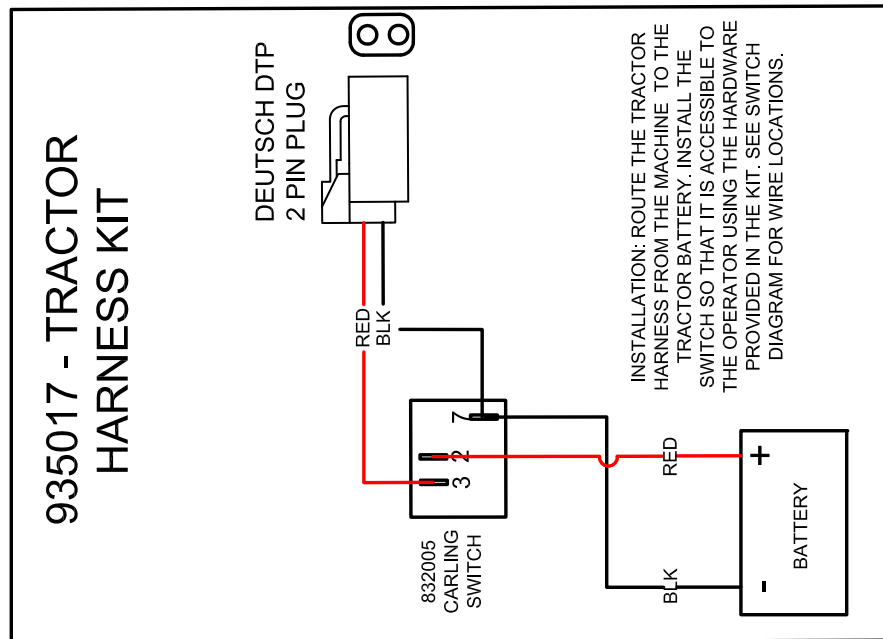 935017 - TRACTOR
HARNESS KIT
DEUTSCH DTP
2 PIN PLUG
RED
BLK
7
2
3
832005
CARLING
SWITCH
RED
BLK
+
-
BATTERY
INSTALLATION: ROUTE THE TRACTOR
HARNESS FROM THE MACHINE TO THE
TRACTOR BATTERY. INSTALL THE
SWITCH SO THAT IT IS ACCESSIBLE TO
THE OPERATOR USING THE HARDWARE
PROVIDED IN THE KIT. SEE SWITCH
DIAGRAM FOR WIRE LOCATIONS.